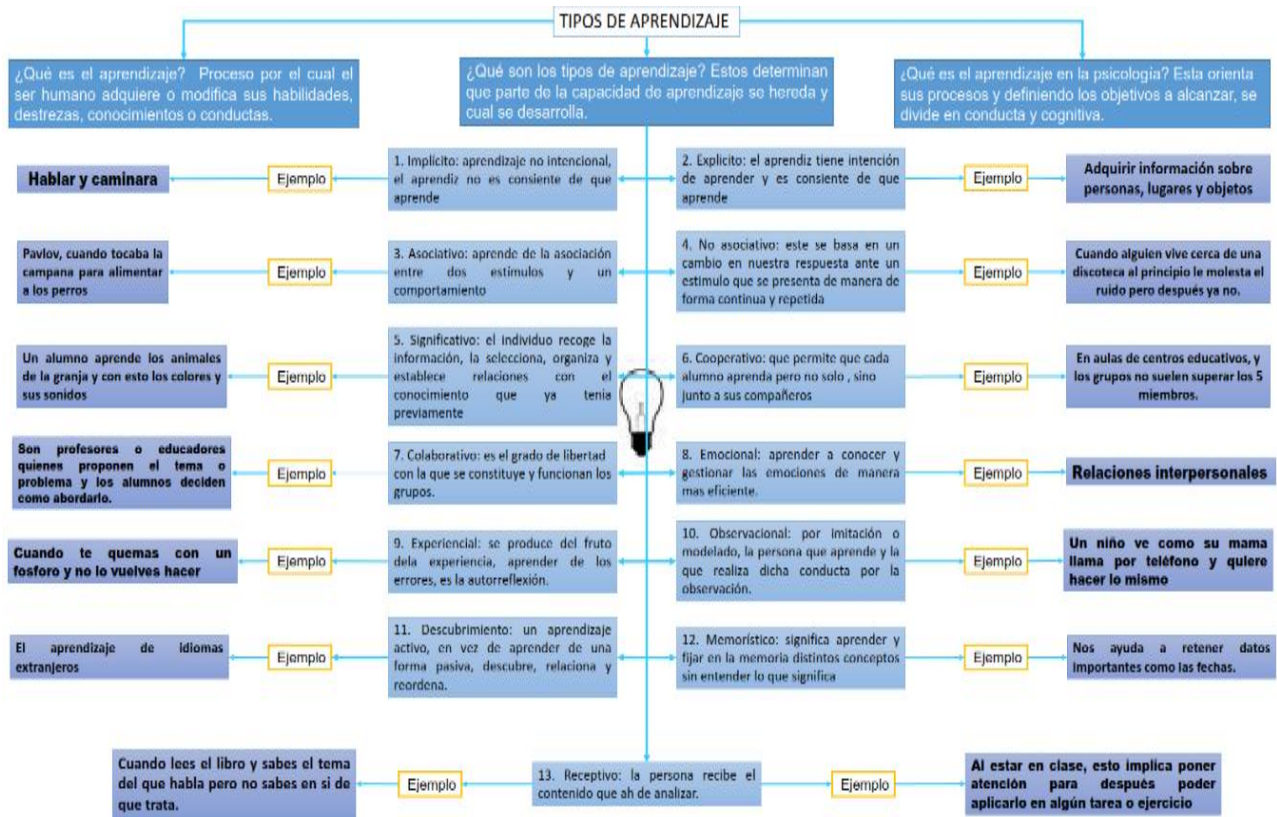 TIPOS DE APRENDIZAJE
¿Qué es el aprendizaje? Proceso por el cual el
ser humano adquiere o modifica sus habilidades,
destrezas, conocimientos o conductas.
¿Qué son los tipos de aprendizaje? Estos determinan
que parte de la capacidad de aprendizaje se hereda y
cual se desarrolla.
¿Qué es el aprendizaje en la psicología? Esta orienta
sus procesos y definiendo los objetivos a alcanzar, se
divide en conducta y cognitiva.
Hablar y caminara
Ejemplo
1. Implícito: aprendizaje no intencional,
el aprendiz no es consiente de que
aprende
2. Explicito: el aprendiz tiene intención
de aprender y es consiente de que
aprende
Ejemplo
Adquirir información sobre
personas, lugares y objetos
Pavlov, cuando tocaba la
campana para alimentar
a los perros
Ejemplo
3. Asociativo: aprende de la asociación
entre dos estímulos y un
comportamiento
4. No asociativo: este se basa en un
cambio en nuestra respuesta ante un
estimulo que se presenta de manera de
forma continua y repetida
Ejemplo
Cuando alguien vive cerca de una
discoteca al principio le molesta el
ruido pero después ya no.
Un alumno aprende los animales
de la granja y con esto los colores y
sus sonidos
Ejemplo
5. Significativo: el individuo recoge la
información, la selecciona, organiza y
establece relaciones con el
conocimiento que ya tenia
previamente
6. Cooperativo: que permite que cada
alumno aprenda pero no solo , sino
junto a sus compañeros
Ejemplo
En aulas de centros educativos, y
los grupos no suelen superar los 5
miembros.
Son profesores o educadores
quienes proponen el tema o
problema y los alumnos deciden
como abordarlo.
Ejemplo
7. Colaborativo: es el grado de libertad
con la que se constituye y funcionan los
grupos.
8. Emocional: aprender a conocer y
gestionar las emociones de manera
mas eficiente.
Ejemplo
Relaciones interpersonales
Cuando te quemas con un
fosforo y no lo vuelves hacer
Ejemplo
9. Experiencial: se produce del fruto
dela experiencia, aprender de los
errores, es la autorreflexión.
10. Observacional: por imitación o
modelado, la persona que aprende y la
que realiza dicha conducta por la
observación.
Ejemplo
Un niño ve como su mama
llama por teléfono y quiere
hacer lo mismo
El aprendizaje de idiomas
extranjeros
Ejemplo
11. Descubrimiento: un aprendizaje
activo, en vez de aprender de una
forma pasiva, descubre, relaciona y
reordena.
12. Memorístico: significa aprender y
fijar en la memoria distintos conceptos
sin entender lo que significa
Ejemplo
Nos ayuda a retener datos
importantes como las fechas.
Cuando lees el libro y sabes el tema
del que habla pero no sabes en si de
que trata.
Ejemplo
13. Receptivo: la persona recibe el
contenido que ah de analizar.
Ejemplo
Al estar en clase, esto implica poner
atención para después poder
aplicarlo en algún tarea o ejercicio